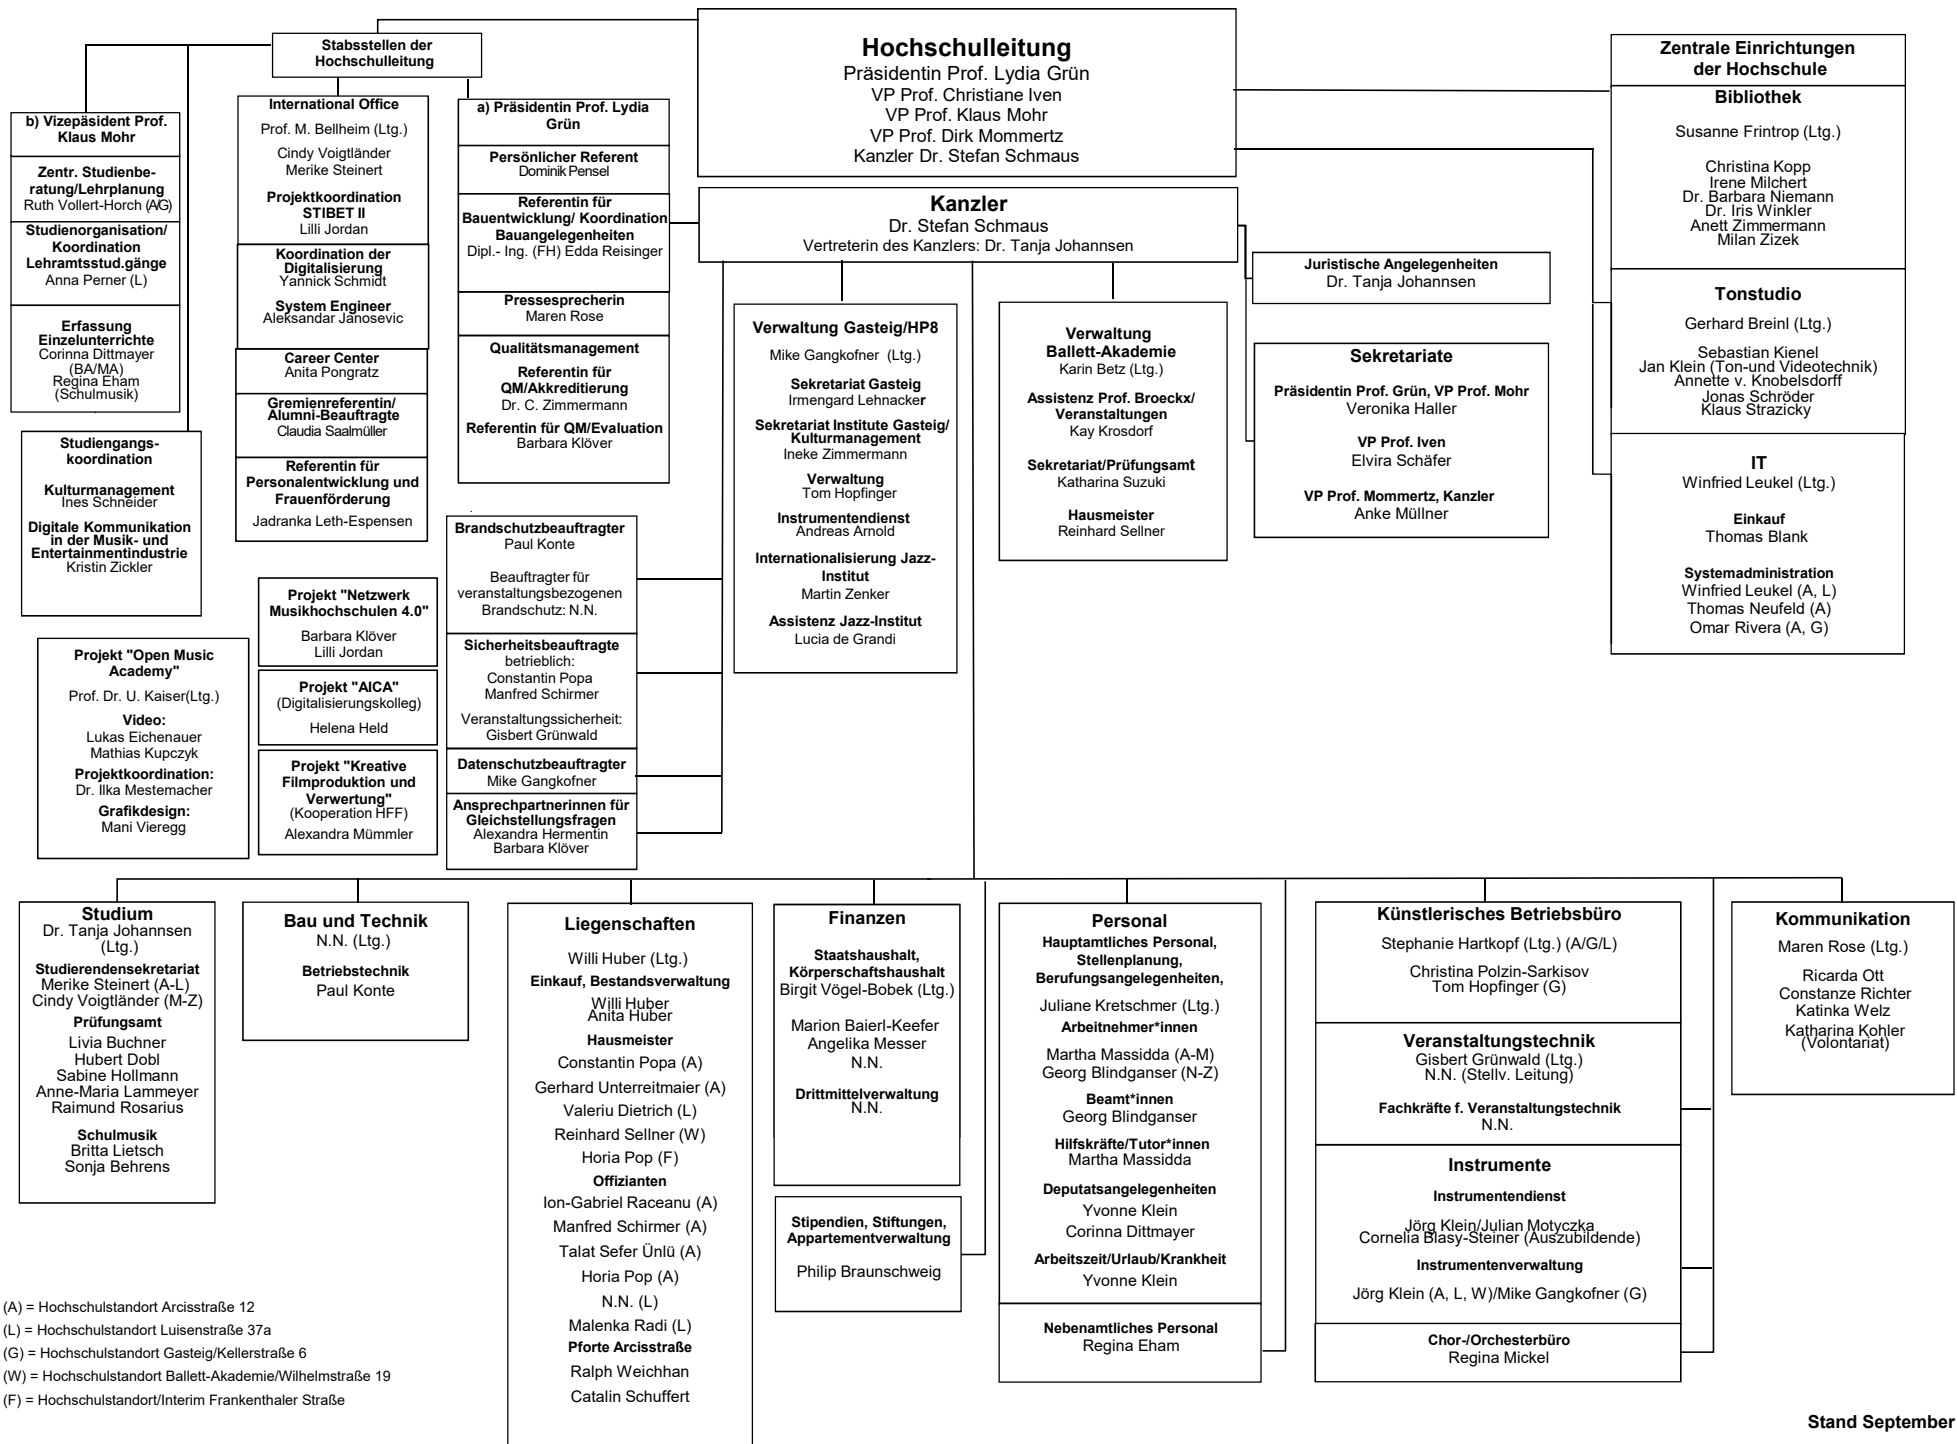 Hochschulleitung
Präsidentin Prof. Lydia Grün
VP Prof. Christiane Iven
VP Prof. Klaus Mohr
VP Prof. Dirk Mommertz
Kanzler Dr. Stefan Schmaus
Stabsstellen der
Hochschulleitung
b) Vizepäsident Prof.
Klaus Mohr
Zentr. Studienbe-
ratung/Lehrplanung
Ruth Vollert-Horch (A/G)
Studienorganisation/
Koordination
Lehramtsstud.gänge
Anna Perner (L)
Erfassung
Einzelunterrichte
Corinna Dittmayer
(BA/MA)
Regina Eham
(Schulmusik)
Studiengangs-
koordination
Kulturmanagement
Ines Schneider
Digitale Kommunikation
in der Musik- und
Entertainmentindustrie
Kristin Zickler
International Office
Prof. M. Bellheim (Ltg.)
Cindy Voigtländer
Merike Steinert
Projektkoordination
STIBET II
Lilli Jordan
Koordination der
Digitalisierung
Yannick Schmidt
System Engineer
Aleksandar Janosevic
Career Center
Anita Pongratz
Gremienreferentin/
Alumni-Beauftragte
Claudia Saalmüller
Referentin für
Personalentwicklung und
Frauenförderung
Jadranka Leth-Espensen
a) Präsidentin Prof. Lydia
Grün
Persönlicher Referent
Dominik Pensel
Referentin für
Bauentwicklung/ Koordination
Bauangelegenheiten
Dipl.- Ing. (FH) Edda Reisinger
Pressesprecherin
Maren Rose
Qualitätsmanagement
Referentin für
QM/Akkreditierung
Dr. C. Zimmermann
Referentin für QM/Evaluation
Barbara Klöver
Kanzler
Dr. Stefan Schmaus
Vertreterin des Kanzlers: Dr. Tanja Johannsen
Verwaltung Gasteig/HP8
Mike Gangkofner (Ltg.)
Sekretariat Gasteig
Irmengard Lehnacker
Sekretariat Institute Gasteig/
Kulturmanagement
Ineke Zimmermann
Verwaltung
Tom Hopfinger
Instrumentendienst
Andreas Arnold
Internationalisierung Jazz-
Institut
Martin Zenker
Assistenz Jazz-Institut
Lucia de Grandi
Verwaltung
Ballett-Akademie
Karin Betz (Ltg.)
Assistenz Prof. Broeckx/
Veranstaltungen
Kay Krosdorf
Sekretariat/Prüfungsamt
Katharina Suzuki
Hausmeister
Reinhard Sellner
Juristische Angelegenheiten
Dr. Tanja Johannsen
Sekretariate
Präsidentin Prof. Grün, VP Prof. Mohr
Veronika Haller
VP Prof. Iven
Elvira Schäfer
VP Prof. Mommertz, Kanzler
Anke Müllner
Zentrale Einrichtungen
der Hochschule
Bibliothek
Susanne Frintrop (Ltg.)
Christina Kopp
Irene Milchert
Dr. Barbara Niemann
Dr. Iris Winkler
Anett Zimmermann
Milan Zizek
Tonstudio
Gerhard Breinl (Ltg.)
Sebastian Kienel
Jan Klein (Ton-und Videotechnik)
Annette v. Knobelsdorff
Jonas Schröder
Klaus Strazicky
IT
Winfried Leukel (Ltg.)
Einkauf
Thomas Blank
Systemadministration
Winfried Leukel (A, L)
Thomas Neufeld (A)
Omar Rivera (A, G)
Brandschutzbeauftragter
Paul Konte
Beauftragter für
veranstaltungsbezogenen
Brandschutz: N.N.
Sicherheitsbeauftragte
betrieblich:
Constantin Popa
Manfred Schirmer
Veranstaltungssicherheit:
Gisbert Grünwald
Datenschutzbeauftragter
Mike Gangkofner
Ansprechpartnerinnen für
Gleichstellungsfragen
Alexandra Hermentin
Barbara Klöver
Projekt "Netzwerk
Musikhochschulen 4.0"
Barbara Klöver
Lilli Jordan
Projekt "AICA"
(Digitalisierungskolleg)
Helena Held
Projekt "Kreative
Filmproduktion und
Verwertung"
(Kooperation HFF)
Alexandra Mümmler
Projekt "Open Music
Academy"
Prof. Dr. U. Kaiser(Ltg.)
Video:
Lukas Eichenauer
Mathias Kupczyk
Projektkoordination:
Dr. Ilka Mestemacher
Grafikdesign:
Mani Vieregg
Studium
Dr. Tanja Johannsen
(Ltg.)
Studierendensekretariat
Merike Steinert (A-L)
Cindy Voigtländer (M-Z)
Prüfungsamt
Livia Buchner
Hubert Dobl
Sabine Hollmann
Anne-Maria Lammeyer
Raimund Rosarius
Schulmusik
Britta Lietsch
Sonja Behrens
Bau und Technik
N.N. (Ltg.)
Betriebstechnik
Paul Konte
Liegenschaften
Willi Huber (Ltg.)
Einkauf, Bestandsverwaltung
Willi Huber
Anita Huber
Hausmeister
Constantin Popa (A)
Gerhard Unterreitmaier (A)
Valeriu Dietrich (L)
Reinhard Sellner (W)
Horia Pop (F)
Offizianten
Ion-Gabriel Raceanu (A)
Manfred Schirmer (A)
Talat Sefer Ünlü (A)
Horia Pop (A)
N.N. (L)
Malenka Radi (L)
Pforte Arcisstraße
Ralph Weichhan
Catalin Schuffert
Finanzen
Staatshaushalt,
Körperschaftshaushalt
Birgit Vögel-Bobek (Ltg.)
Marion Baierl-Keefer
Angelika Messer
N.N.
Drittmittelverwaltung
N.N.
Stipendien, Stiftungen,
Appartementverwaltung
Philip Braunschweig
Personal
Hauptamtliches Personal,
Stellenplanung,
Berufungsangelegenheiten,
Juliane Kretschmer (Ltg.)
Arbeitnehmer*innen
Martha Massidda (A-M)
Georg Blindganser (N-Z)
Beamt*innen
Georg Blindganser
Hilfskräfte/Tutor*innen
Martha Massidda
Deputatsangelegenheiten
Yvonne Klein
Corinna Dittmayer
Arbeitszeit/Urlaub/Krankheit
Yvonne Klein
Nebenamtliches Personal
Regina Eham
Künstlerisches Betriebsbüro
Stephanie Hartkopf (Ltg.) (A/G/L)
Christina Polzin-Sarkisov
Tom Hopfinger (G)
Veranstaltungstechnik
Gisbert Grünwald (Ltg.)
N.N. (Stellv. Leitung)
Fachkräfte f. Veranstaltungstechnik
N.N.
Instrumente
Instrumentendienst
Jörg Klein/Julian Motyczka
Cornelia Blasy-Steiner (Auszubildende)
Instrumentenverwaltung
Jörg Klein (A, L, W)/Mike Gangkofner (G)
Chor-/Orchesterbüro
Regina Mickel
Kommunikation
Maren Rose (Ltg.)
Ricarda Ott
Constanze Richter
Katinka Welz
Katharina Kohler
(Volontariat)
(A) = Hochschulstandort Arcisstraße 12
(L) = Hochschulstandort Luisenstraße 37a
(G) = Hochschulstandort Gasteig/Kellerstraße 6
(W) = Hochschulstandort Ballett-Akademie/Wilhelmstraße 19
(F) = Hochschulstandort/Interim Frankenthaler Straße
Stand September